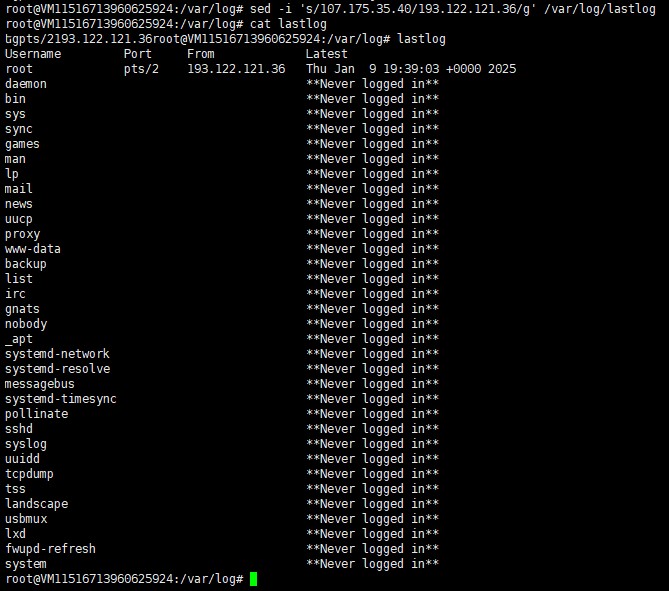 root@VM11516713960625924:/var/log# sed -i 's/107.175.35.40/193.122.121.36/g' /var/log/lastlog
root@VM11516713960625924:/var/log# cat lastlog
tgpts/2193.122.121.36root@VM11516713960625924:/var/log# lastlog
Username         Port     From             Latest
root             pts/2    193.122.121.36   Thu Jan  9 19:39:03 +0000 2025
daemon                                     **Never logged in**
bin                                        **Never logged in**
sys                                        **Never logged in**
sync                                       **Never logged in**
games                                      **Never logged in**
man                                        **Never logged in**
lp                                         **Never logged in**
mail                                       **Never logged in**
news                                       **Never logged in**
uucp                                       **Never logged in**
proxy                                      **Never logged in**
www-data                                   **Never logged in**
backup                                     **Never logged in**
list                                       **Never logged in**
irc                                        **Never logged in**
gnats                                      **Never logged in**
nobody                                     **Never logged in**
_apt                                       **Never logged in**
systemd-network                            **Never logged in**
systemd-resolve                            **Never logged in**
messagebus                                 **Never logged in**
systemd-timesync                           **Never logged in**
pollinate                                  **Never logged in**
sshd                                       **Never logged in**
syslog                                     **Never logged in**
uuidd                                      **Never logged in**
tcpdump                                    **Never logged in**
tss                                        **Never logged in**
landscape                                  **Never logged in**
usbmux                                     **Never logged in**
lxd                                        **Never logged in**
fwupd-refresh                              **Never logged in**
system                                     **Never logged in**
root@VM11516713960625924:/var/log#